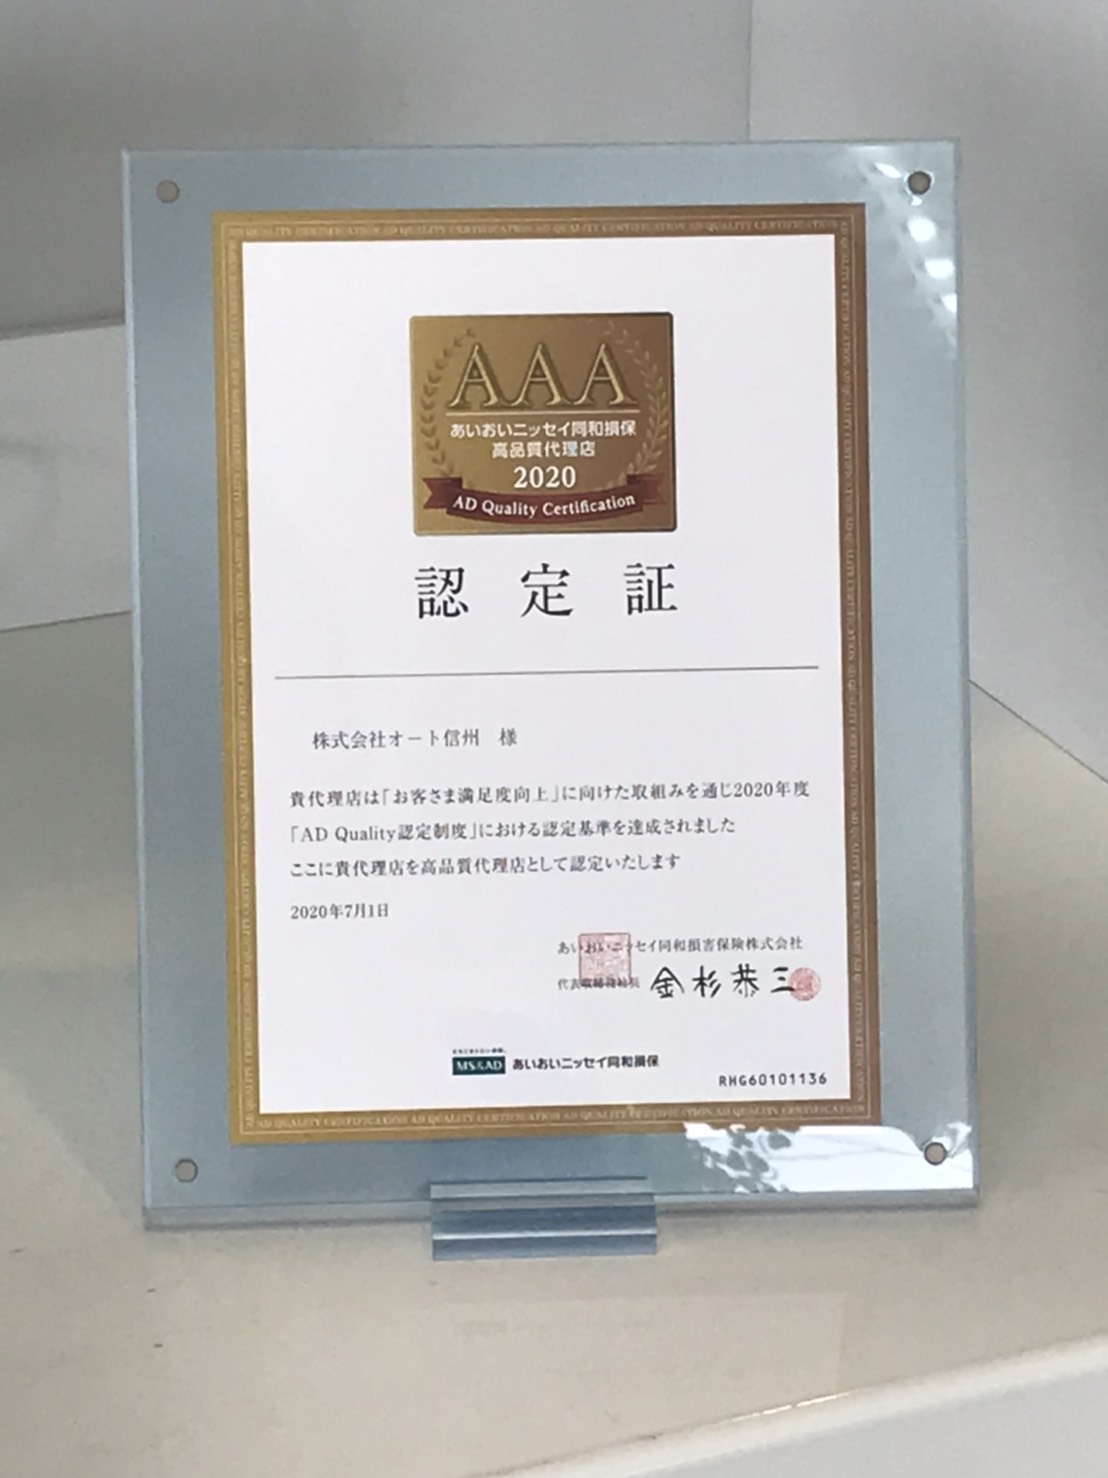 AAA
あいおいニッセイ同和損保
高品質代理店
2020
AD Quality Certification
認定証
株式会社オート信州 様
貴代理店は「お客さま満足度向上」に向けた取組みを通じ2020年度
「AD Quality認定制度」における認定基準を達成されました
ここに貴代理店を高品質代理店として認定いたします
2020年7月1日
あいおいニッセイ同和損害保険株式会社
代表取締役社長 金杉恭三
MS&AD あいおいニッセイ同和損保
RHG60101136